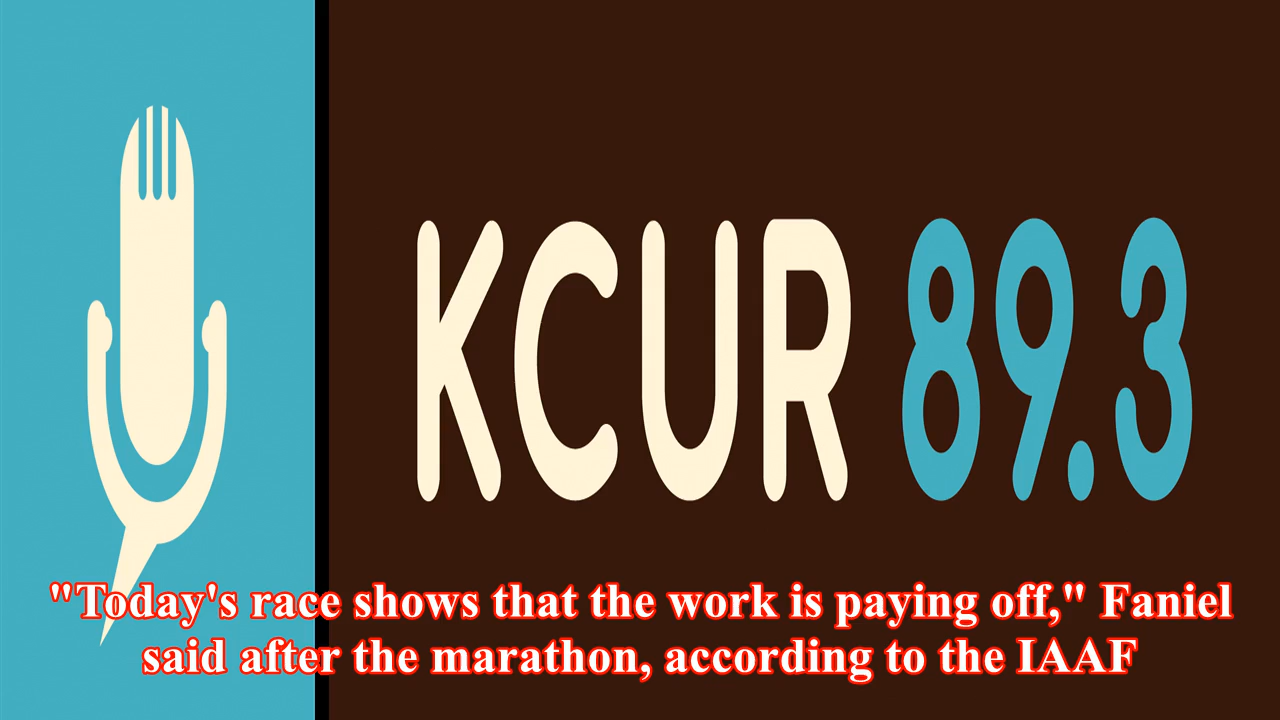 KCUR 89.3
"Today's race shows that the work is paying off," Faniel
said after the marathon, according to the IAAF